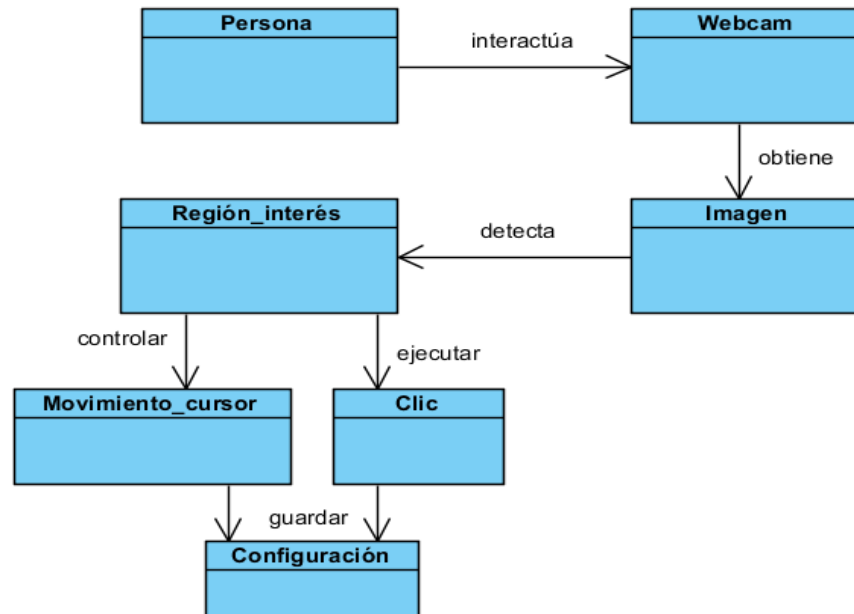 Persona
interactúa
Webcam
obtiene
Región_interés
detecta
Imagen
controlar
ejecutar
Movimiento_cursor
Clic
guardar
Configuración